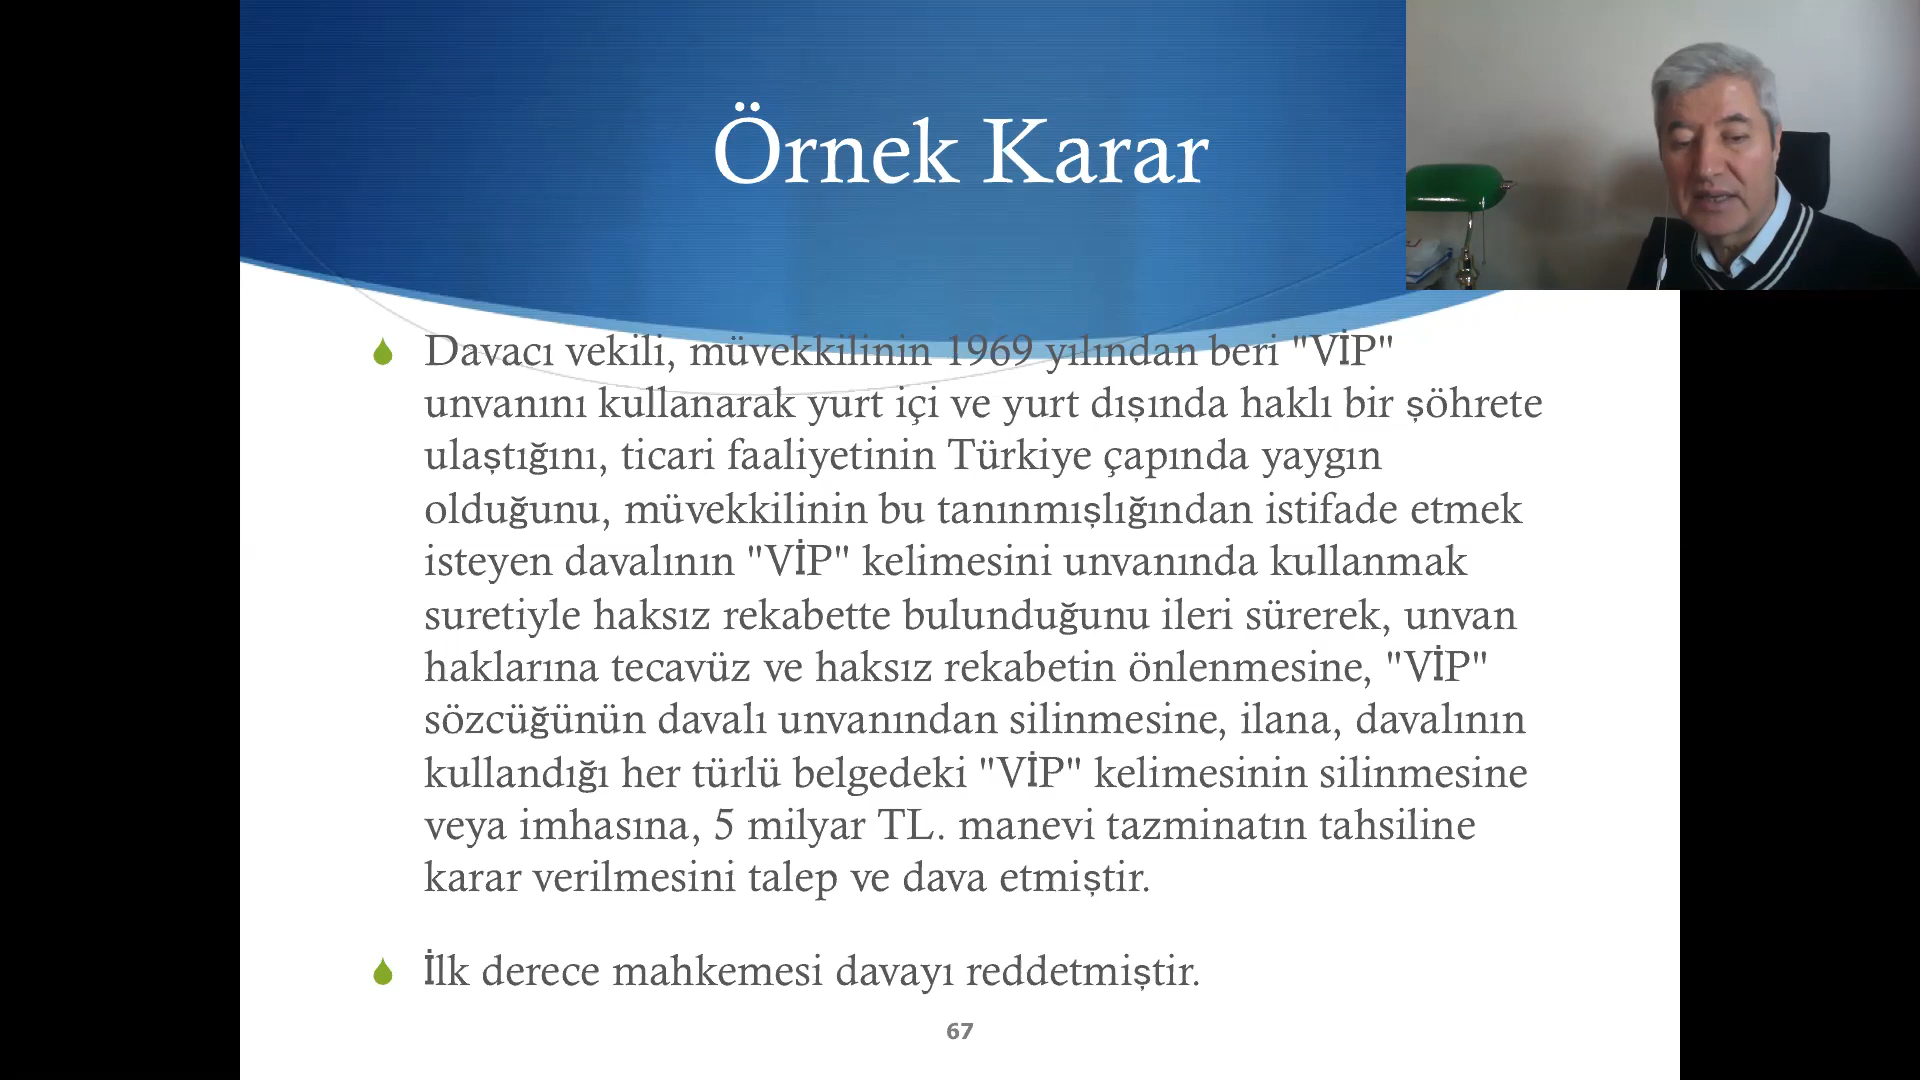 Örnek Karar
Davacı vekili, müvekkilinin 1969 yılından beri "VİP"
unvanını kullanarak yurt içi ve yurt dışında haklı bir şöhrete
ulaştığını, ticari faaliyetinin Türkiye çapında yaygın
olduğunu, müvekkilinin bu tanınmışlığından istifade etmek
isteyen davalının "VİP" kelimesini unvanında kullanmak
suretiyle haksız rekabette bulunduğunu ileri sürerek, unvan
haklarına tecavüz ve haksız rekabetin önlenmesine, "VİP"
sözcüğünün davalı unvanından silinmesine, ilana, davalının
kullandığı her türlü belgedeki "VİP" kelimesinin silinmesine
veya imhasına, 5 milyar TL. manevi tazminatın tahsiline
karar verilmesini talep ve dava etmiştir.
İlk derece mahkemesi davayı reddetmiştir.
67